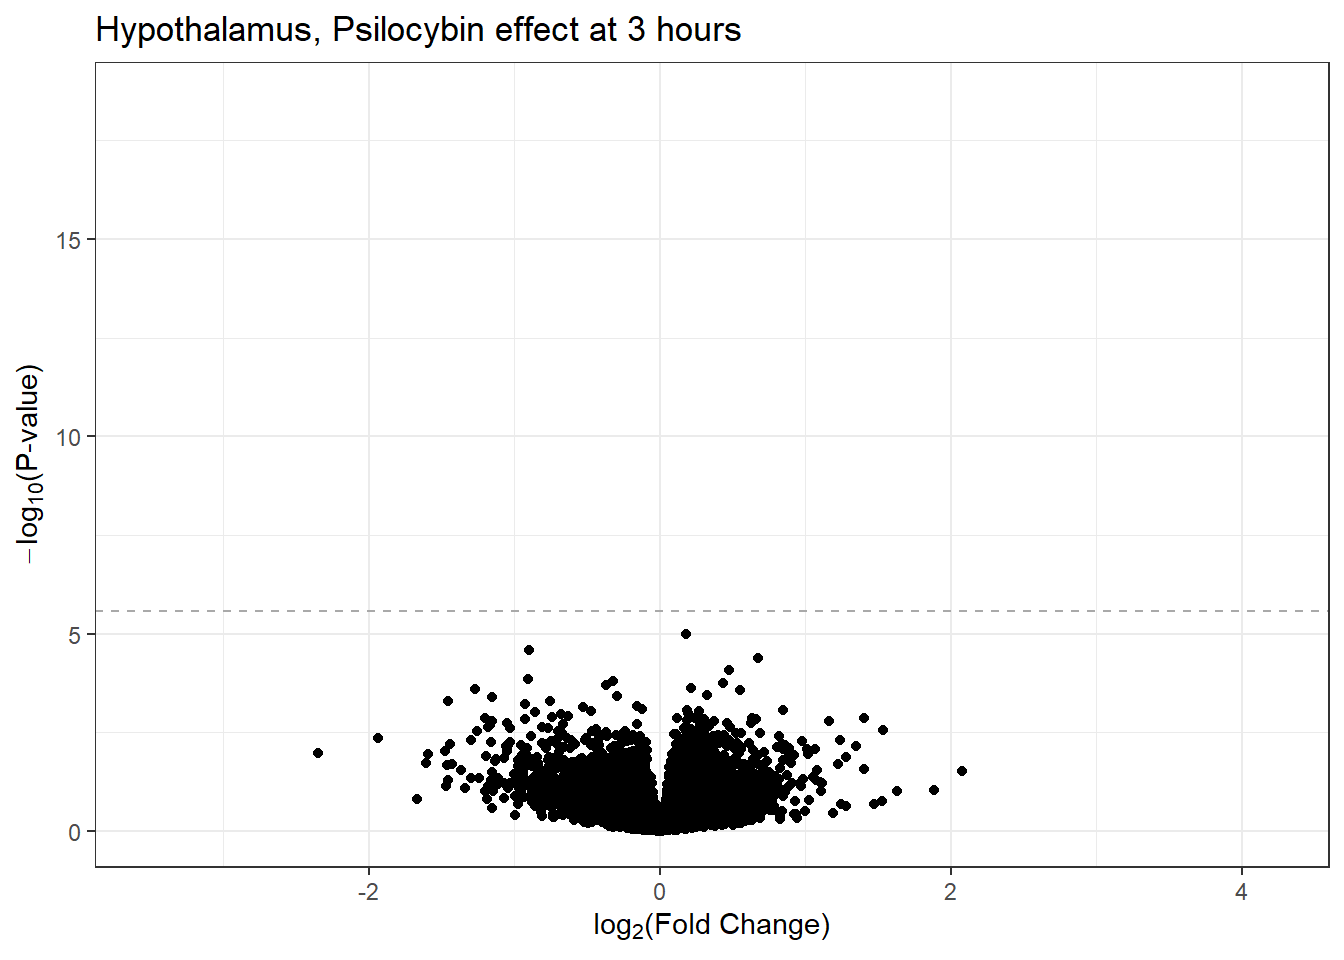 Hypothalamus, Psilocybin effect at 3 hours
15
10
5
0
−log₁₀(P-value)
-2 0 2 4
log₂(Fold Change)